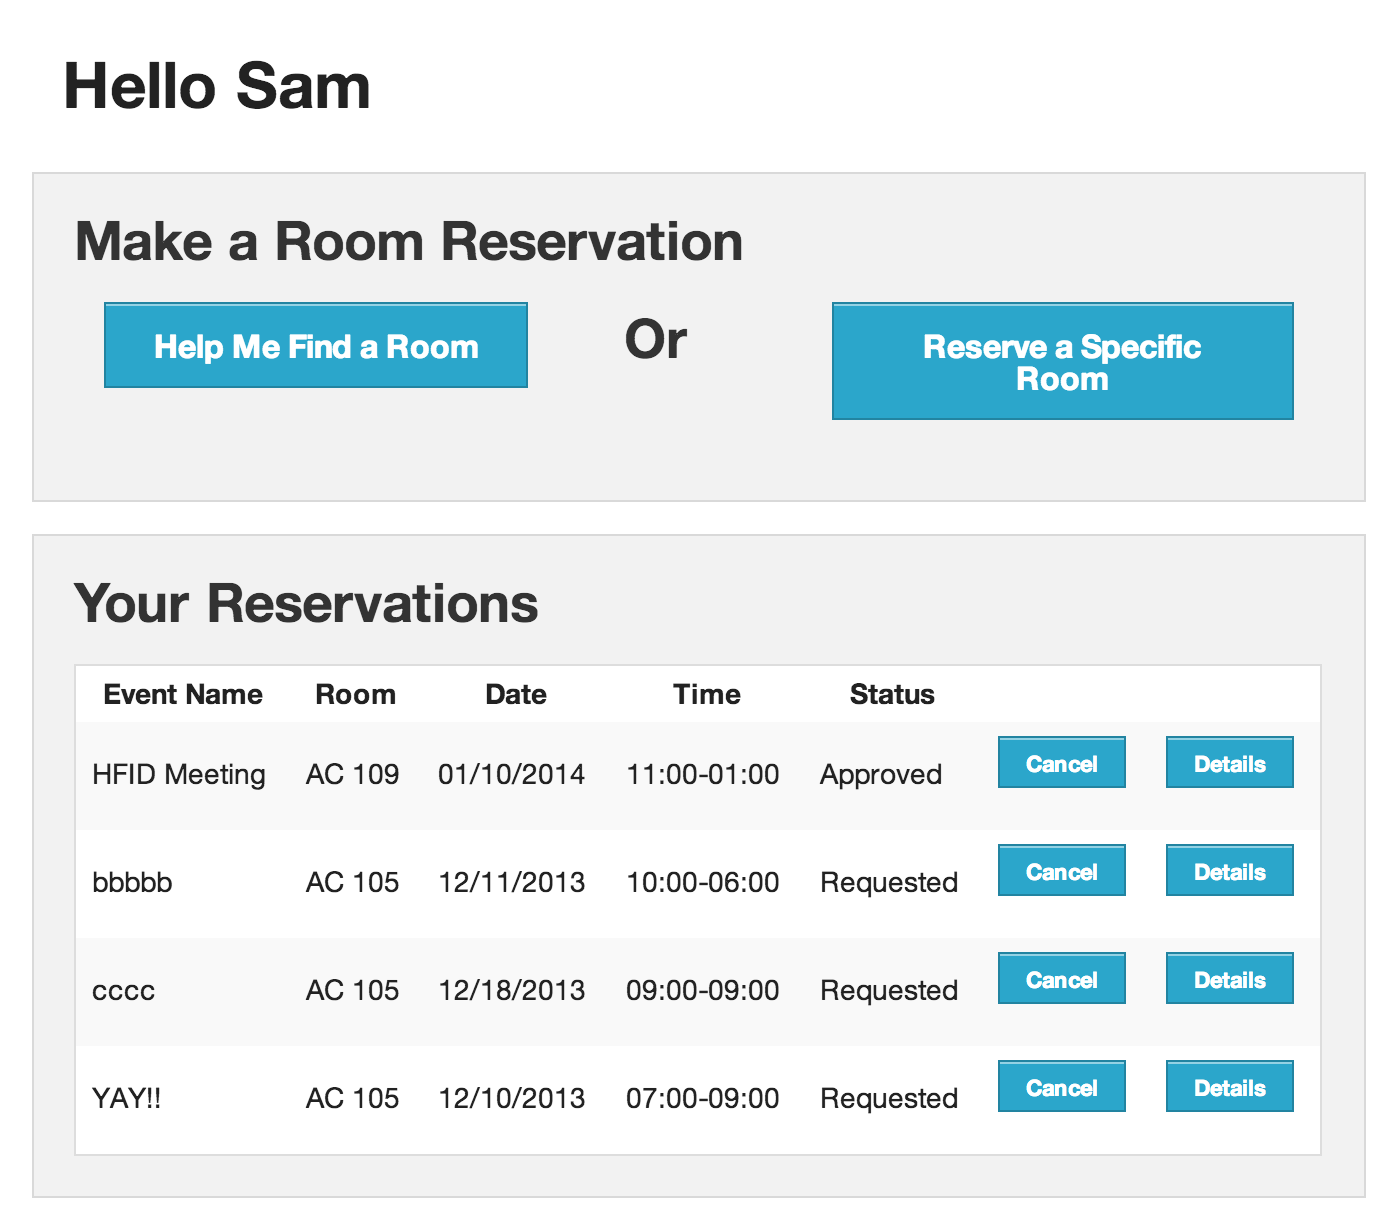 Hello Sam
Make a Room Reservation
Help Me Find a Room
Or
Reserve a Specific
Room
Your Reservations
Event Name Room Date Time Status
HFID Meeting AC 109 01/10/2014 11:00-01:00 Approved Cancel Details
bbbbb AC 105 12/11/2013 10:00-06:00 Requested Cancel Details
cccc AC 105 12/18/2013 09:00-09:00 Requested Cancel Details
YAY!! AC 105 12/10/2013 07:00-09:00 Requested Cancel Details